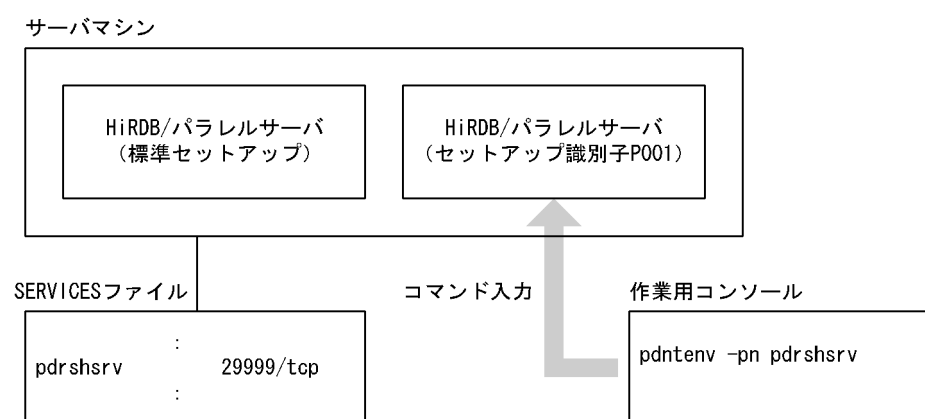 サーバマシン
HiRDB/パラレルサーバ
(標準セットアップ)
HiRDB/パラレルサーバ
(セットアップ識別子P001)
SERVICESファイル
:
pdrshsrv 29999/tcp
:
コマンド入力
作業用コンソール
pdntenv -pn pdrshsrv